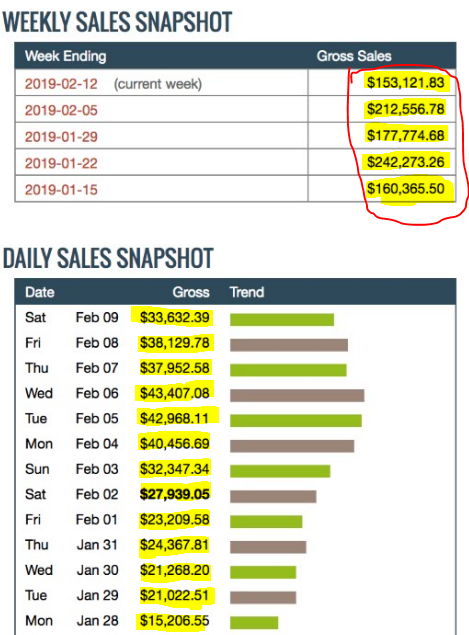 WEEKLY SALES SNAPSHOT
Week Ending Gross Sales
2019-02-12 (current week) $153,121.83
2019-02-05 $212,556.78
2019-01-29 $177,774.68
2019-01-22 $242,273.26
2019-01-15 $160,365.50
DAILY SALES SNAPSHOT
Date Gross Trend
Sat Feb 09 $33,632.39
Fri Feb 08 $38,129.78
Thu Feb 07 $37,952.58
Wed Feb 06 $43,407.08
Tue Feb 05 $42,968.11
Mon Feb 04 $40,456.69
Sun Feb 03 $32,347.34
Sat Feb 02 $27,939.05
Fri Feb 01 $23,209.58
Thu Jan 31 $24,367.81
Wed Jan 30 $21,268.20
Tue Jan 29 $21,022.51
Mon Jan 28 $15,206.55